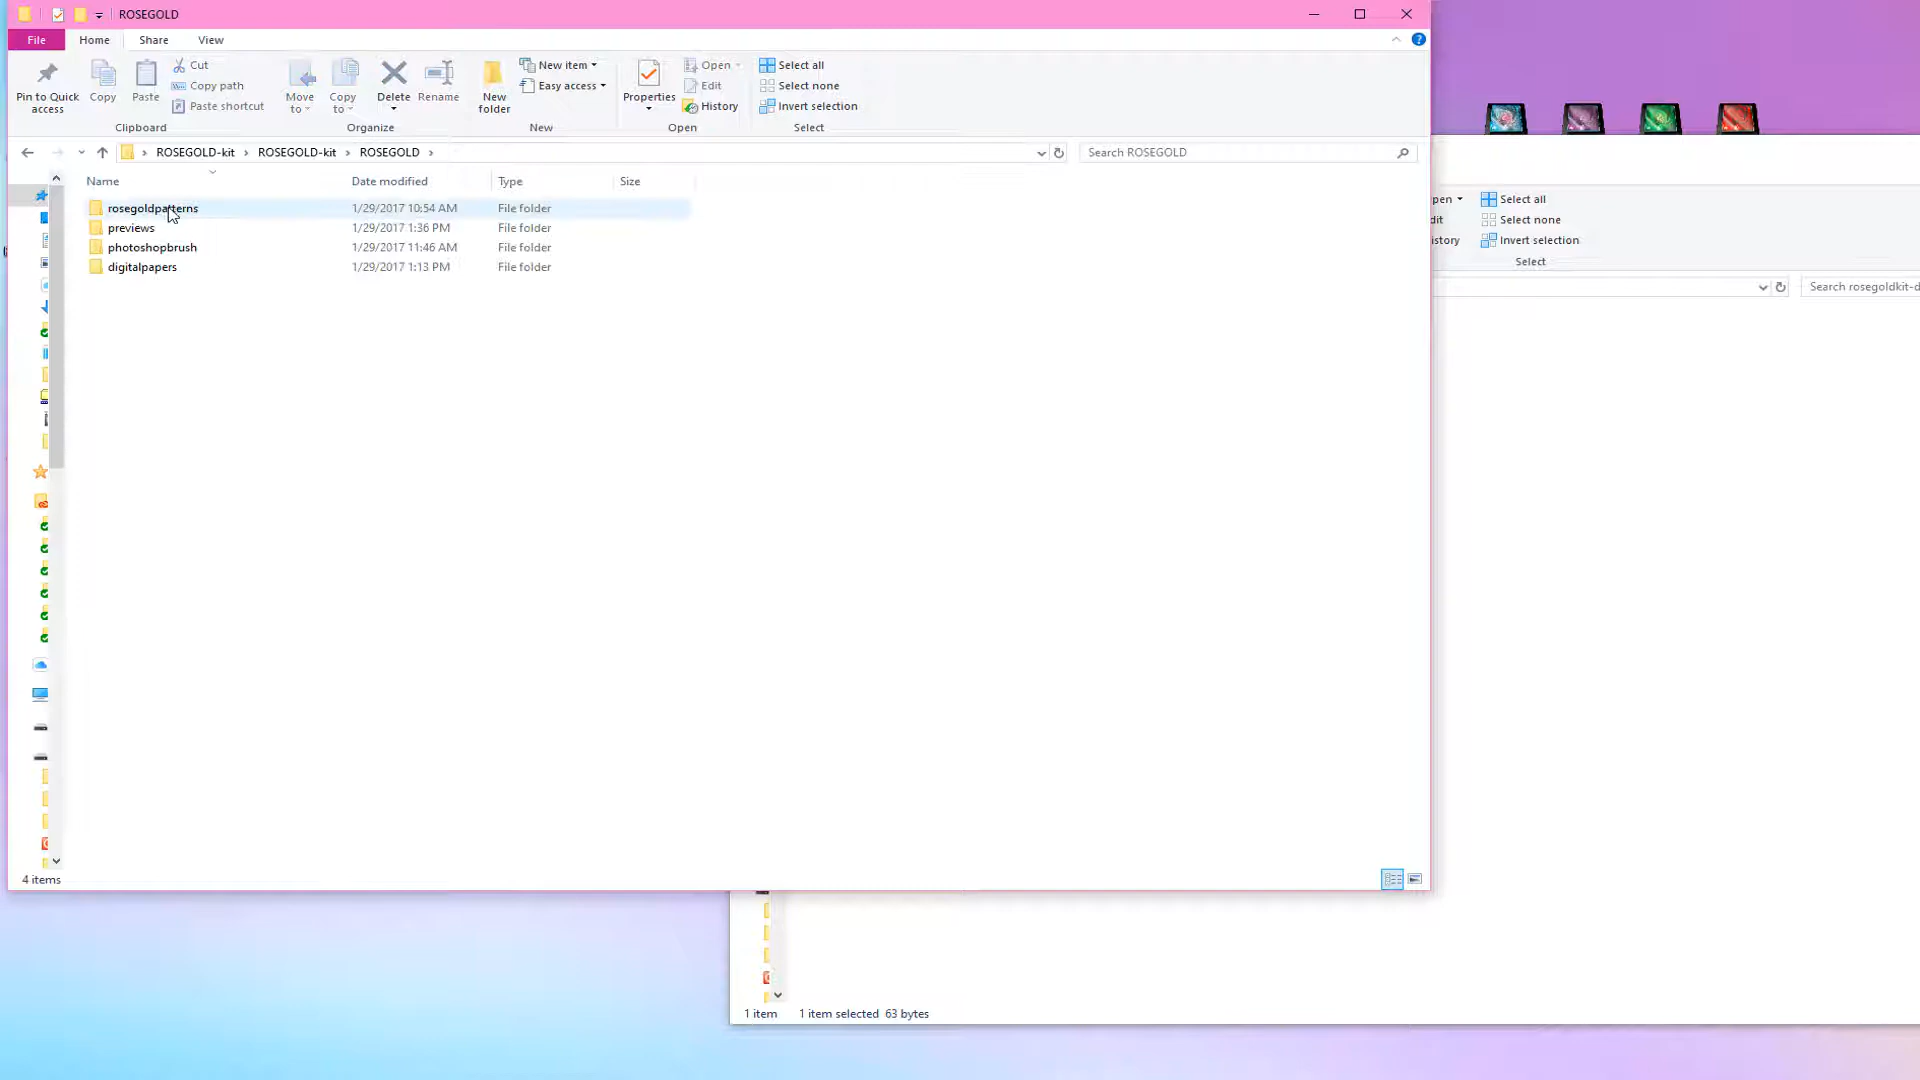 ROSEGOLD
File Home Share View
Pin to Quick access
Copy
Paste
Cut
Copy path
Paste shortcut
Clipboard
Move to
Copy to
Delete
Rename
Organize
New folder
New item
Easy access
New
Properties
Open
Edit
History
Open
Select all
Select none
Invert selection
Select
ROSEGOLD-kit > ROSEGOLD-kit > ROSEGOLD >
Search ROSEGOLD
Name Date modified Type Size
rosegoldpatterns 1/29/2017 10:54 AM File folder
previews 1/29/2017 1:36 PM File folder
photoshopbrush 1/29/2017 11:46 AM File folder
digitalpapers 1/29/2017 1:13 PM File folder
4 items
pen
dit
istory
Select all
Select none
Invert selection
Select
Search rosegoldkit-d
1 item 1 item selected 63 bytes